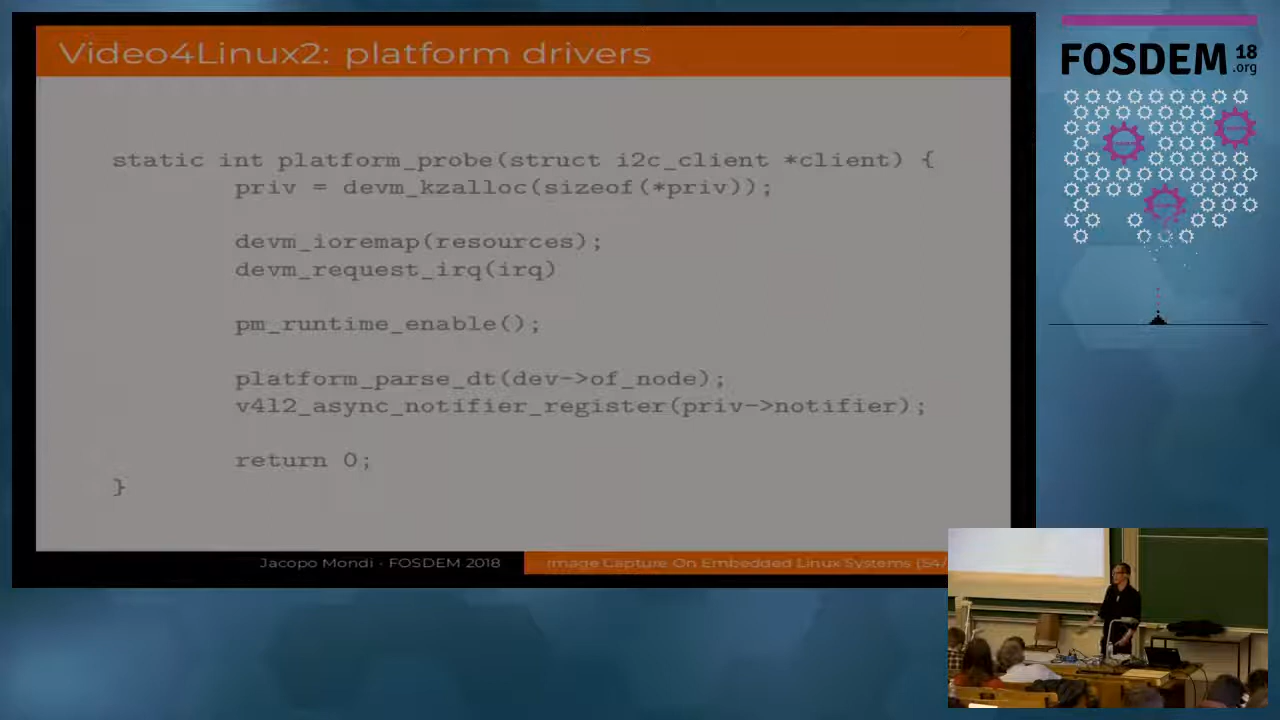 Video4Linux2: platform drivers
static int platform_probe(struct i2c_client *client) {
priv = devm_kzalloc(sizeof(*priv));
devm_ioremap(resources);
devm_request_irq(irq)
pm_runtime_enable();
platform_parse_dt(dev->of_node);
v4l2_async_notifier_register(priv->notifier);
return 0;
}
Jacopo Mondi - FOSDEM 2018
Image Capture On Embedded Linux Systems (54/
FOSDEM 18
.org